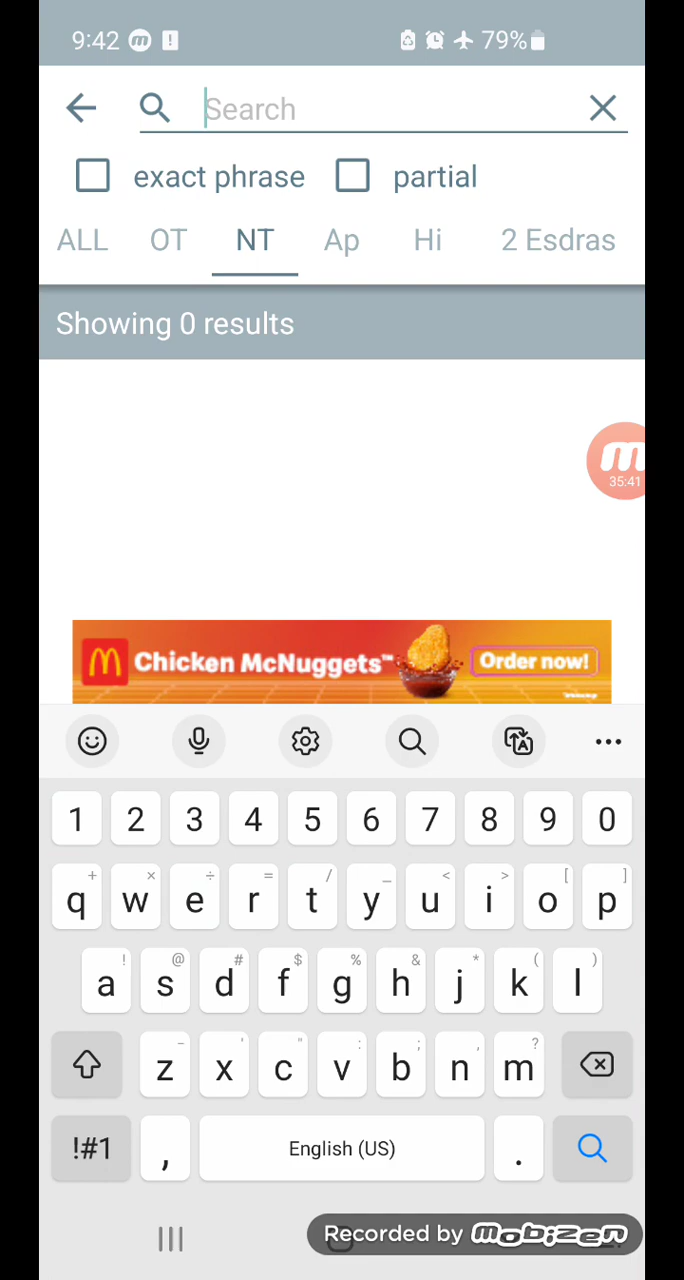 9:42 79%
Search
exact phrase partial
ALL OT NT Ap Hi 2 Esdras
Showing 0 results
35:41
Chicken McNuggets™ Order now!
1 2 3 4 5 6 7 8 9 0
+ × ÷ = / _ < > [ ]
q w e r t y u i o p
! @ # $ % & * ( )
a s d f g h j k l
- ' " : ; , ?
z x c v b n m
!#1 , English (US) .
Recorded by mobizen